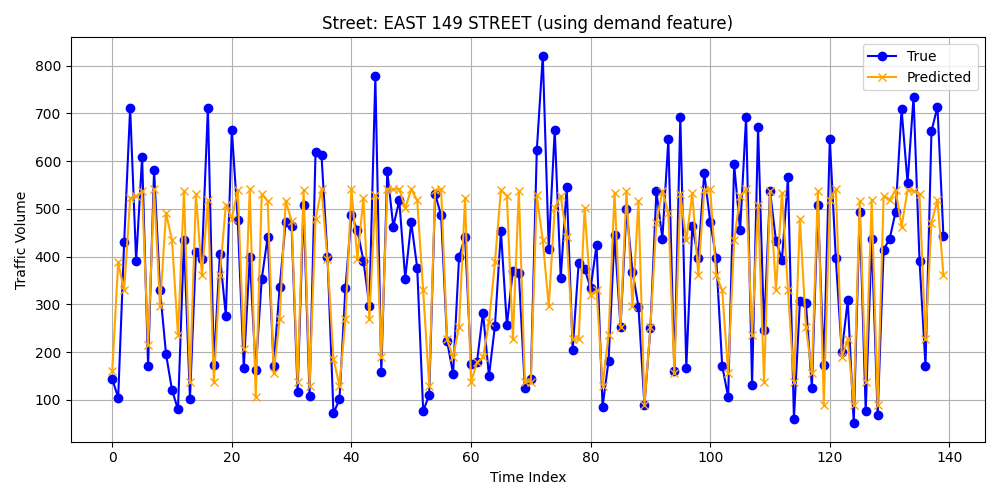 Street: EAST 149 STREET (using demand feature)
True
Predicted
Traffic Volume
800
700
600
500
400
300
200
100
0 20 40 60 80 100 120 140
Time Index